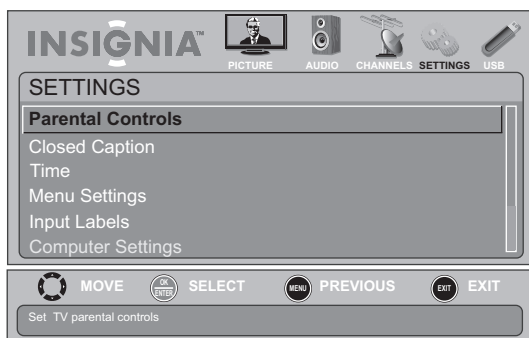 INSIGNIA™
PICTURE AUDIO CHANNELS SETTINGS USB
SETTINGS
Parental Controls
Closed Caption
Time
Menu Settings
Input Labels
Computer Settings
MOVE OK ENTER SELECT MENU PREVIOUS EXIT EXIT
Set TV parental controls